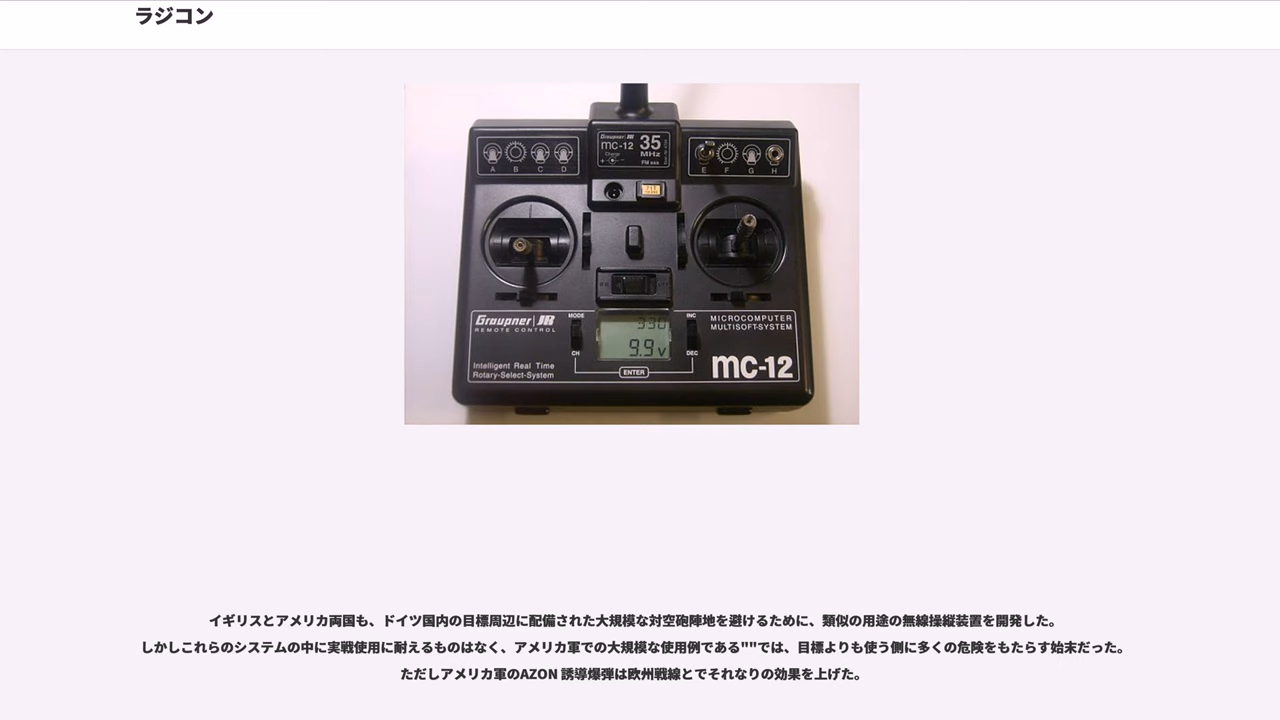 ラジコン
Graupner JR
mc-12
35
MHz
Charge
A B C D
E F G H
Graupner JR
REMOTE CONTROL
MODE
INC
MICROCOMPUTER
MULTISOFT-SYSTEM
9.9v
CH
DEC
Intelligent Real Time
Rotary-Select-System
ENTER
mc-12
イギリスとアメリカ両国も、ドイツ国内の目標周辺に配備された大規模な対空砲陣地を避けるために、類似の用途の無線操縦装置を開発した。
しかしこれらのシステムの中に実戦使用に耐えるものはなく、アメリカ軍での大規模な使用例である""では、目標よりも使う側に多くの危険をもたらす始末だった。
ただしアメリカ軍のAZON 誘導爆弾は欧州戦線とでそれなりの効果を上げた。